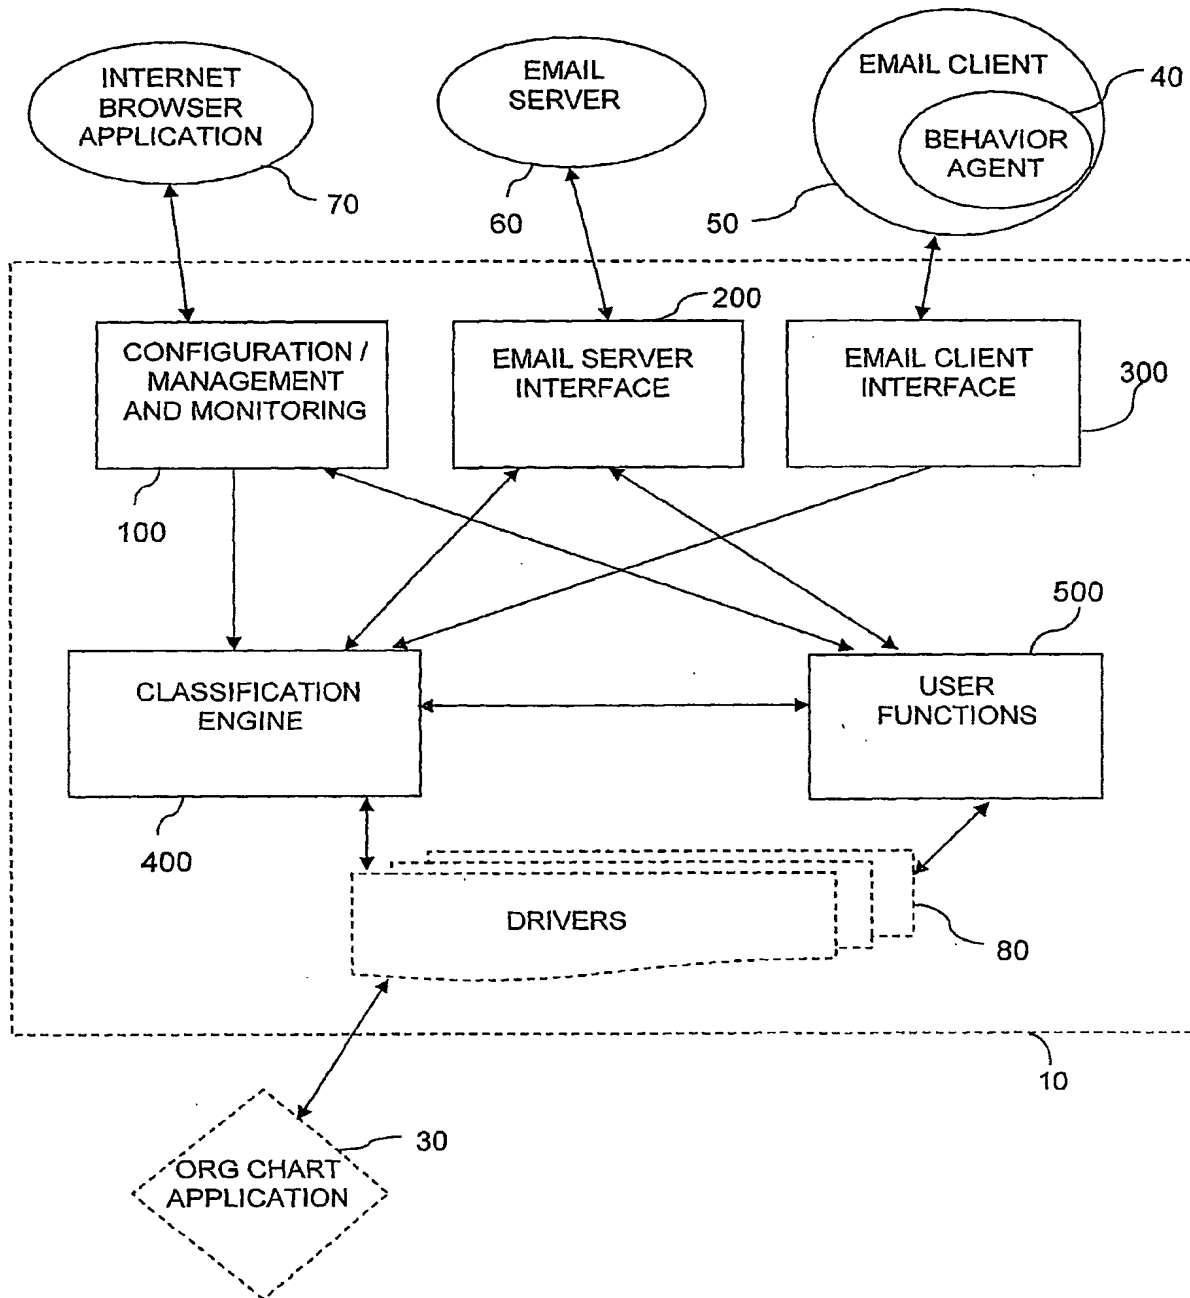 INTERNET
BROWSER
APPLICATION
70
EMAIL
SERVER
60
EMAIL CLIENT
40
BEHAVIOR
AGENT
50
CONFIGURATION /
MANAGEMENT
AND MONITORING
100
200
EMAIL SERVER
INTERFACE
EMAIL CLIENT
INTERFACE
300
500
CLASSIFICATION
ENGINE
400
USER
FUNCTIONS
DRIVERS
80
10
30
ORG CHART
APPLICATION